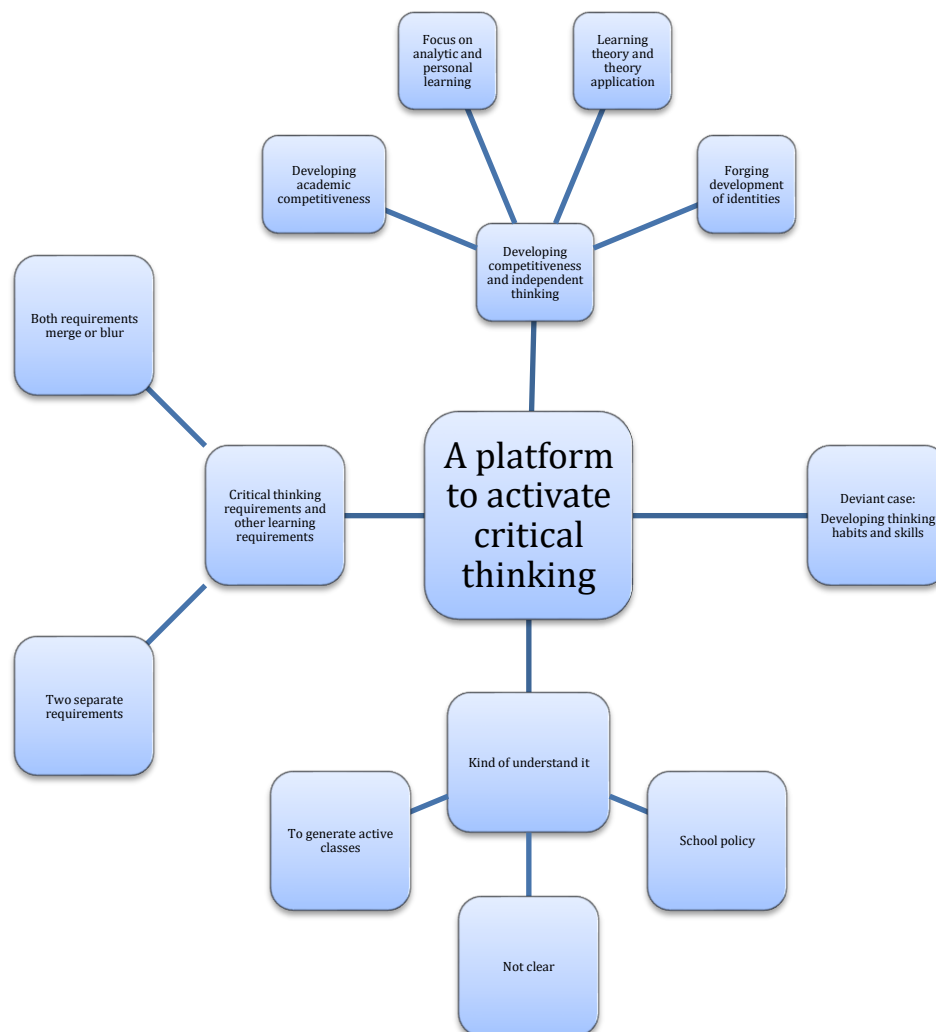 Focus on
analytic and
personal
learning
Learning
theory and
theory
application
Developing
academic
competitiveness
Forging
development
of identities
Developing
competitiveness
and independent
thinking
Both requirements
merge or blur
A platform
to activate
critical
thinking
Critical thinking
requirements and
other learning
requirements
Deviant case:
Developing thinking
habits and skills
Two separate
requirements
Kind of understand it
To generate active
classes
School policy
Not clear